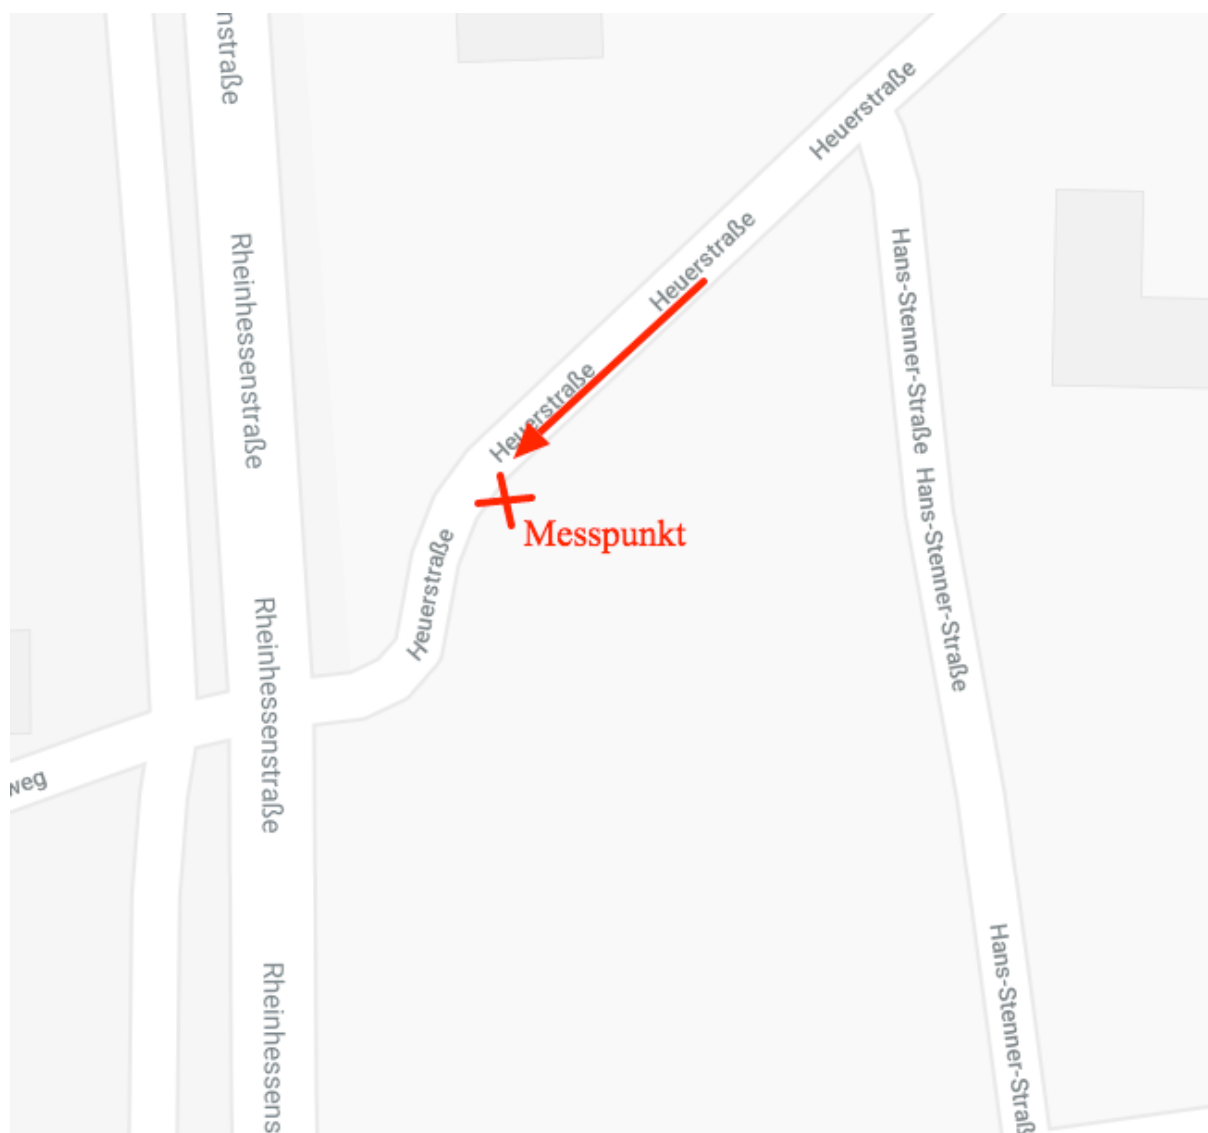 nstraße
Heuerstraße
Heuerstraße
Rheinhessenstraße
Hans-Stenner-Straße
Heuerstraße
Hans-Stenner-Straße
Messpunkt
Heuerstraße
Rheinhessenstraße
weg
Hans-Stenner-Straß
Rheinhessens